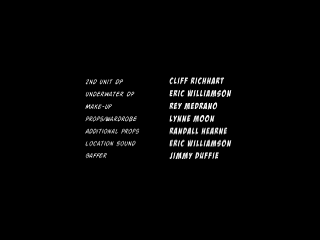 2ND UNIT DP CLIFF RICHHART
UNDERWATER DP ERIC WILLIAMSON
MAKE-UP REY MEDRANO
PROPS/WARDROBE LYNNE MOON
ADDITIONAL PROPS RANDALL HEARNE
LOCATION SOUND ERIC WILLIAMSON
GAFFER JIMMY DUFFIE